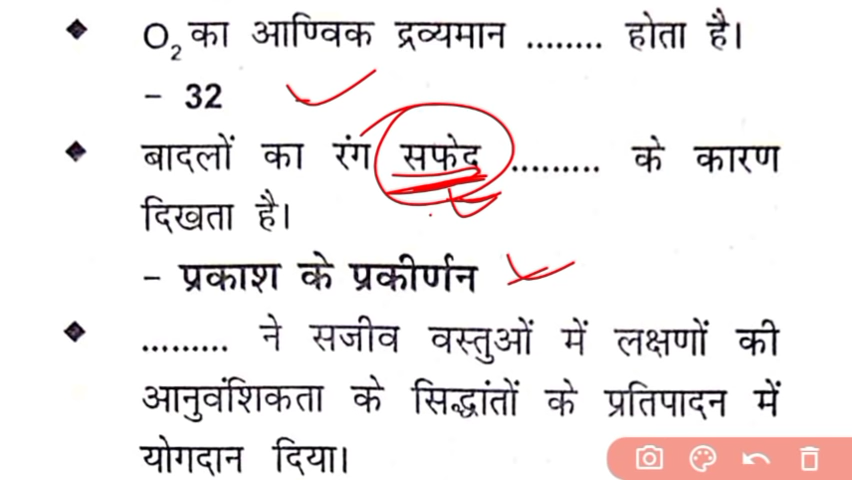 ❖ O₂ का आण्विक द्रव्यमान ........ होता है।
– 32
❖ बादलों का रंग सफेद ......... के कारण
दिखता है।
– प्रकाश के प्रकीर्णन
❖ ......... ने सजीव वस्तुओं में लक्षणों की
आनुवंशिकता के सिद्धांतों के प्रतिपादन में
योगदान दिया।